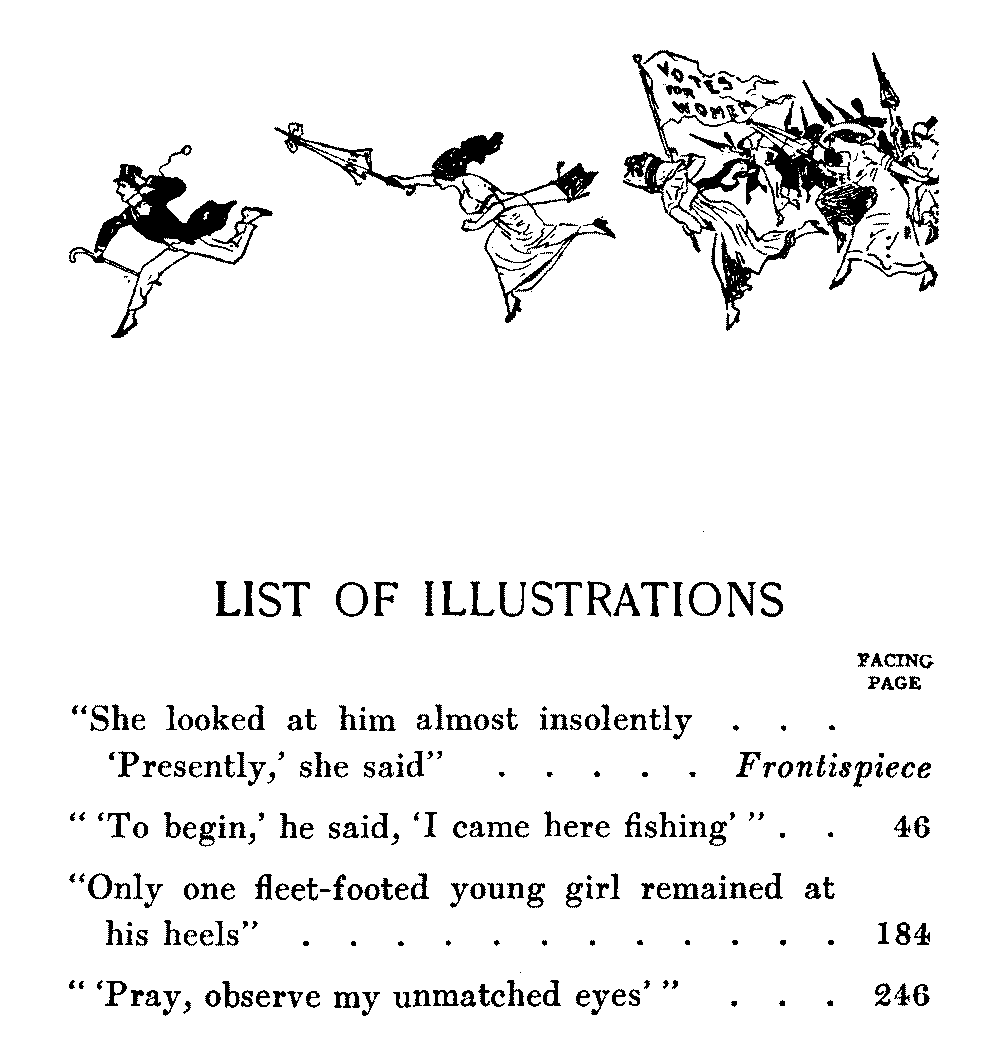 VOTES
FOR
WOMEN
LIST OF ILLUSTRATIONS
FACING
PAGE
“She looked at him almost insolently . . .
‘Presently,’ she said” . . . . . Frontispiece
“ ‘To begin,’ he said, ‘I came here fishing’ ” . . 46
“Only one fleet-footed young girl remained at
his heels” . . . . . . . . . . . . 184
“ ‘Pray, observe my unmatched eyes’ ” . . . 246